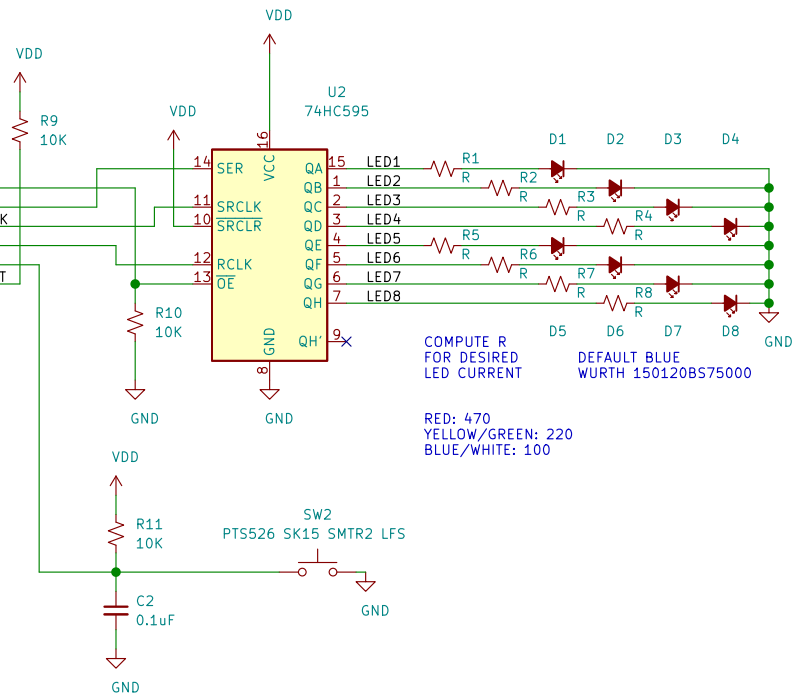 VDD
VDD
R9
10K
VDD
U2
74HC595
16
VCC
14
SER
11
SRCLK
K
10
SRCLR
12
RCLK
T
13
OE
GND
8
QA
15
LED1
QB
1
LED2
QC
2
LED3
QD
3
LED4
QE
4
LED5
QF
5
LED6
QG
6
LED7
QH
7
LED8
QH'
9
D1
D2
D3
D4
R1
R
R2
R
R3
R
R4
R
R5
R
R6
R
R7
R
R8
R
D5
D6
D7
D8
GND
R10
10K
GND
GND
COMPUTE R
FOR DESIRED
LED CURRENT
DEFAULT BLUE
WURTH 150120BS75000
RED: 470
YELLOW/GREEN: 220
BLUE/WHITE: 100
VDD
R11
10K
SW2
PTS526 SK15 SMTR2 LFS
GND
C2
0.1uF
GND